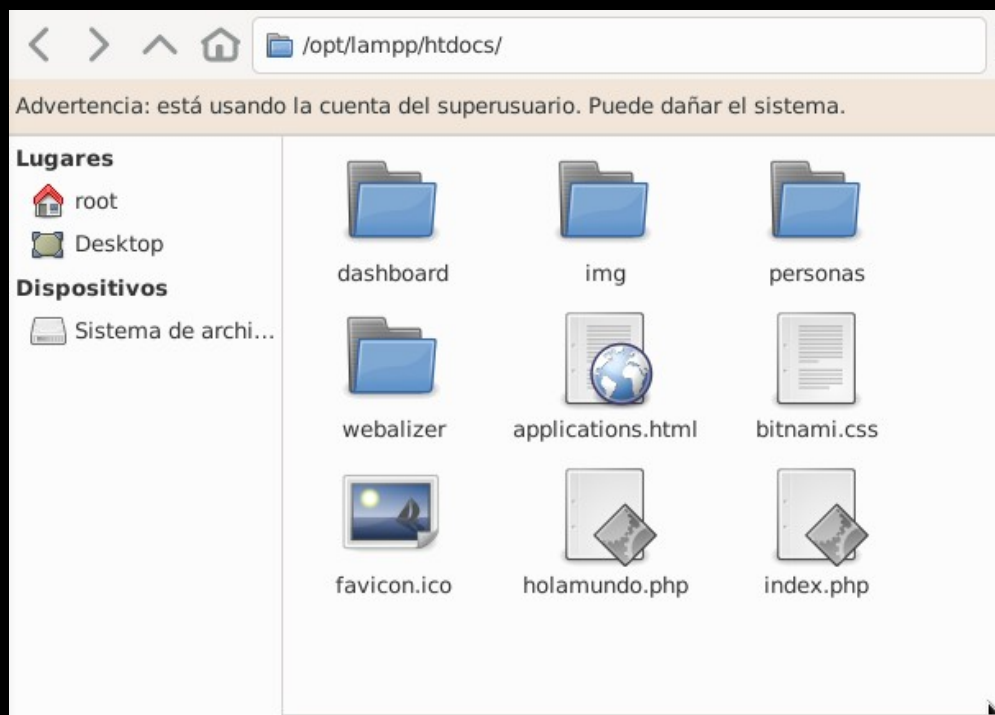 /opt/lampp/htdocs/
Advertencia: está usando la cuenta del superusuario. Puede dañar el sistema.
Lugares
root
Desktop
Dispositivos
Sistema de archi...
dashboard
img
personas
webalizer
applications.html
bitnami.css
favicon.ico
holamundo.php
index.php